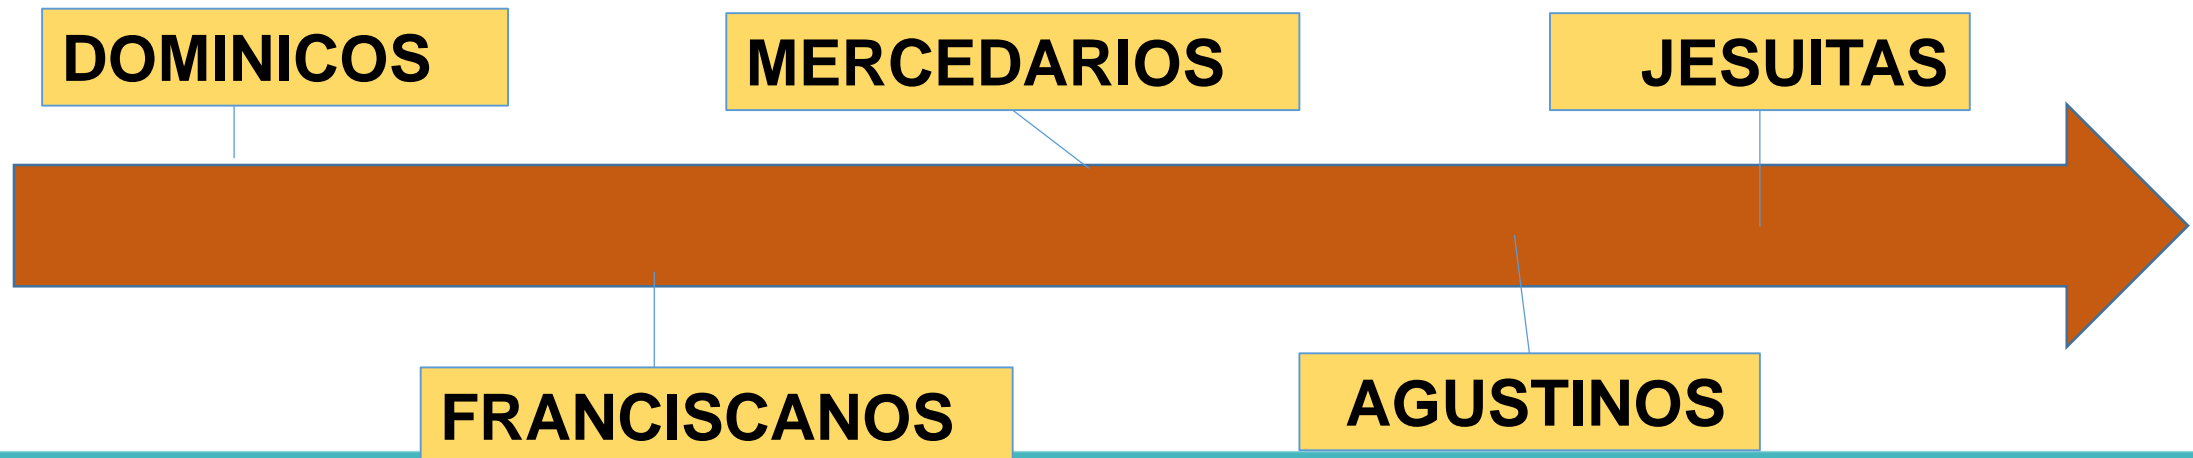 DOMINICOS
MERCEDARIOS
JESUITAS
FRANCISCANOS
AGUSTINOS